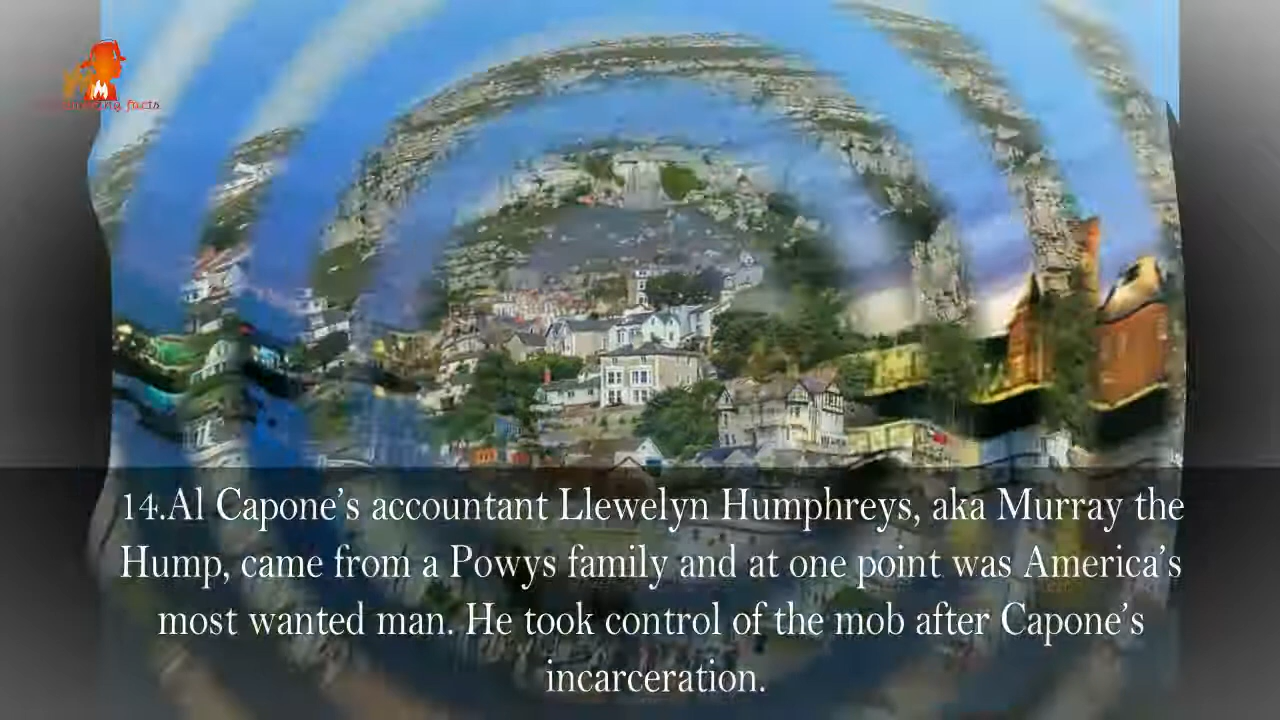 facts
14.Al Capone’s accountant Llewelyn Humphreys, aka Murray the
Hump, came from a Powys family and at one point was America’s
most wanted man. He took control of the mob after Capone’s
incarceration.